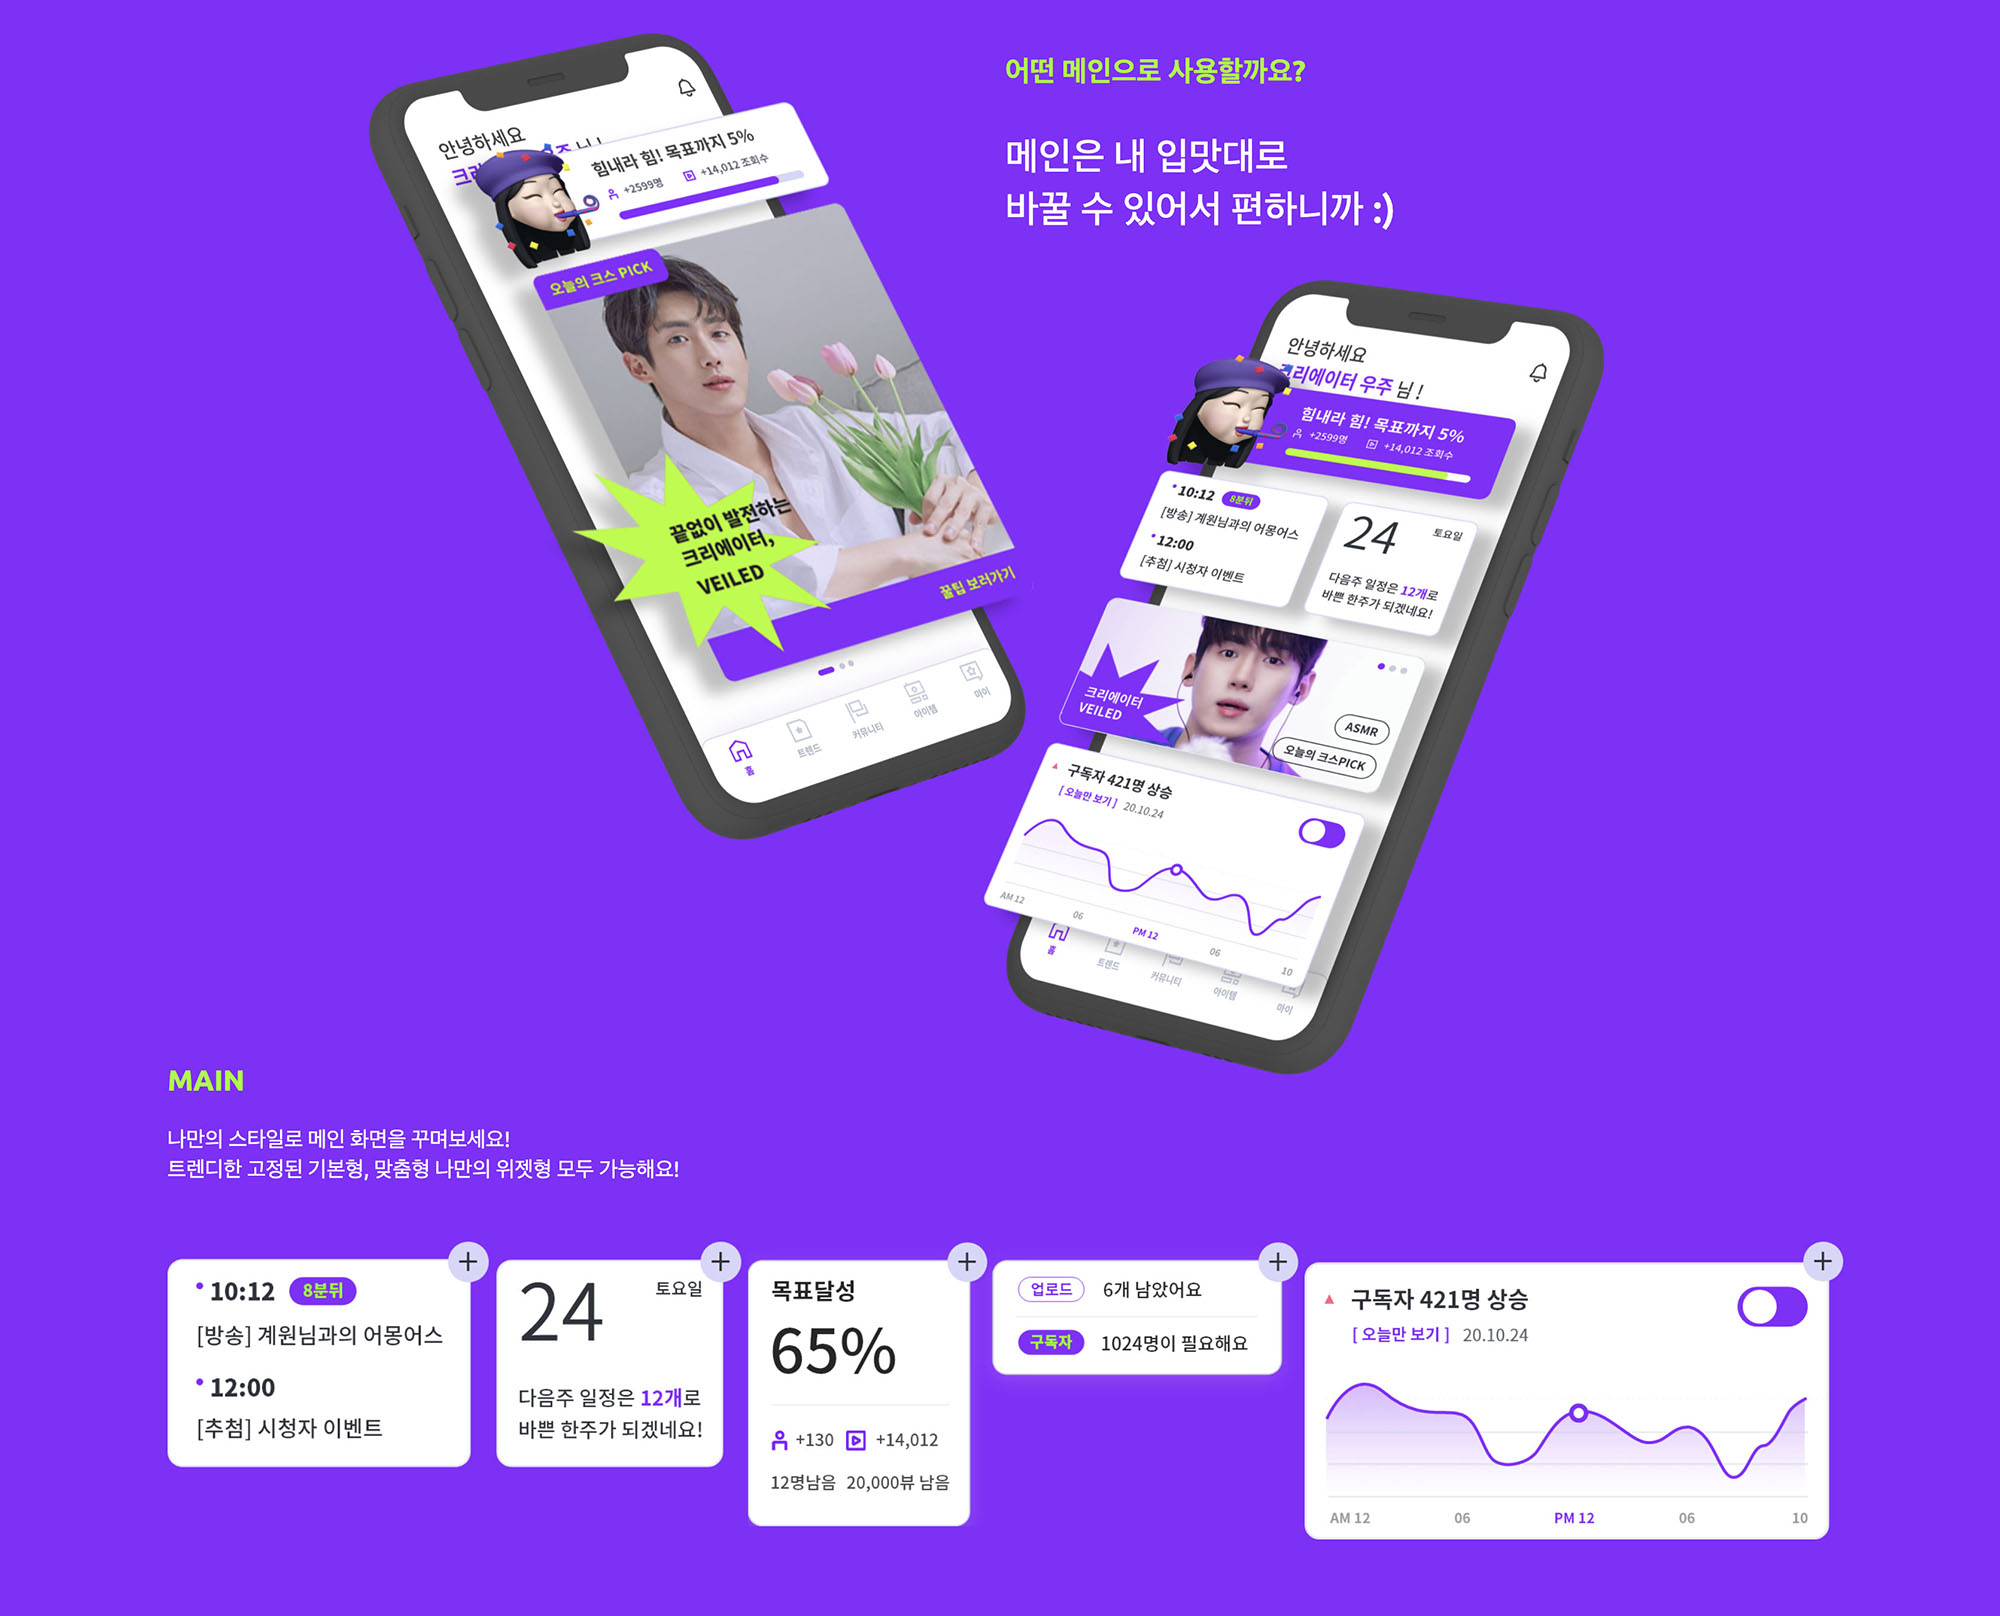 어떤 메인으로 사용할까요?
메인은 내 입맛대로
바꿀 수 있어서 편하니까 :)
안녕하세요
힘내라 힘! 목표까지 5%
+2599명
+14,012 조회수
오늘의 크스 PICK
끝없이 발전하는
크리에이터,
VEILED
꿀팁 보러가기
홈
트렌드
커뮤니티
아이템
마이
안녕하세요
크리에이터 우주 님 !
힘내라 힘! 목표까지 5%
+2599명
+14,012 조회수
10:12 8분뒤
[방송] 계원님과의 어몽어스
12:00
[추첨] 시청자 이벤트
24
토요일
다음주 일정은 12개로
바쁜 한주가 되겠네요!
크리에이터
VEILED
ASMR
오늘의 크스PICK
구독자 421명 상승
[ 오늘만 보기 ] 20.10.24
AM 12
06
PM 12
06
10
홈
트렌드
커뮤니티
아이템
마이
MAIN
나만의 스타일로 메인 화면을 꾸며보세요!
트렌디한 고정된 기본형, 맞춤형 나만의 위젯형 모두 가능해요!
10:12 8분뒤
[방송] 계원님과의 어몽어스
12:00
[추첨] 시청자 이벤트
24
토요일
다음주 일정은 12개로
바쁜 한주가 되겠네요!
목표달성
65%
+130
+14,012
12명남음 20,000뷰 남음
업로드 6개 남았어요
구독자 1024명이 필요해요
구독자 421명 상승
[ 오늘만 보기 ] 20.10.24
AM 12
06
PM 12
06
10